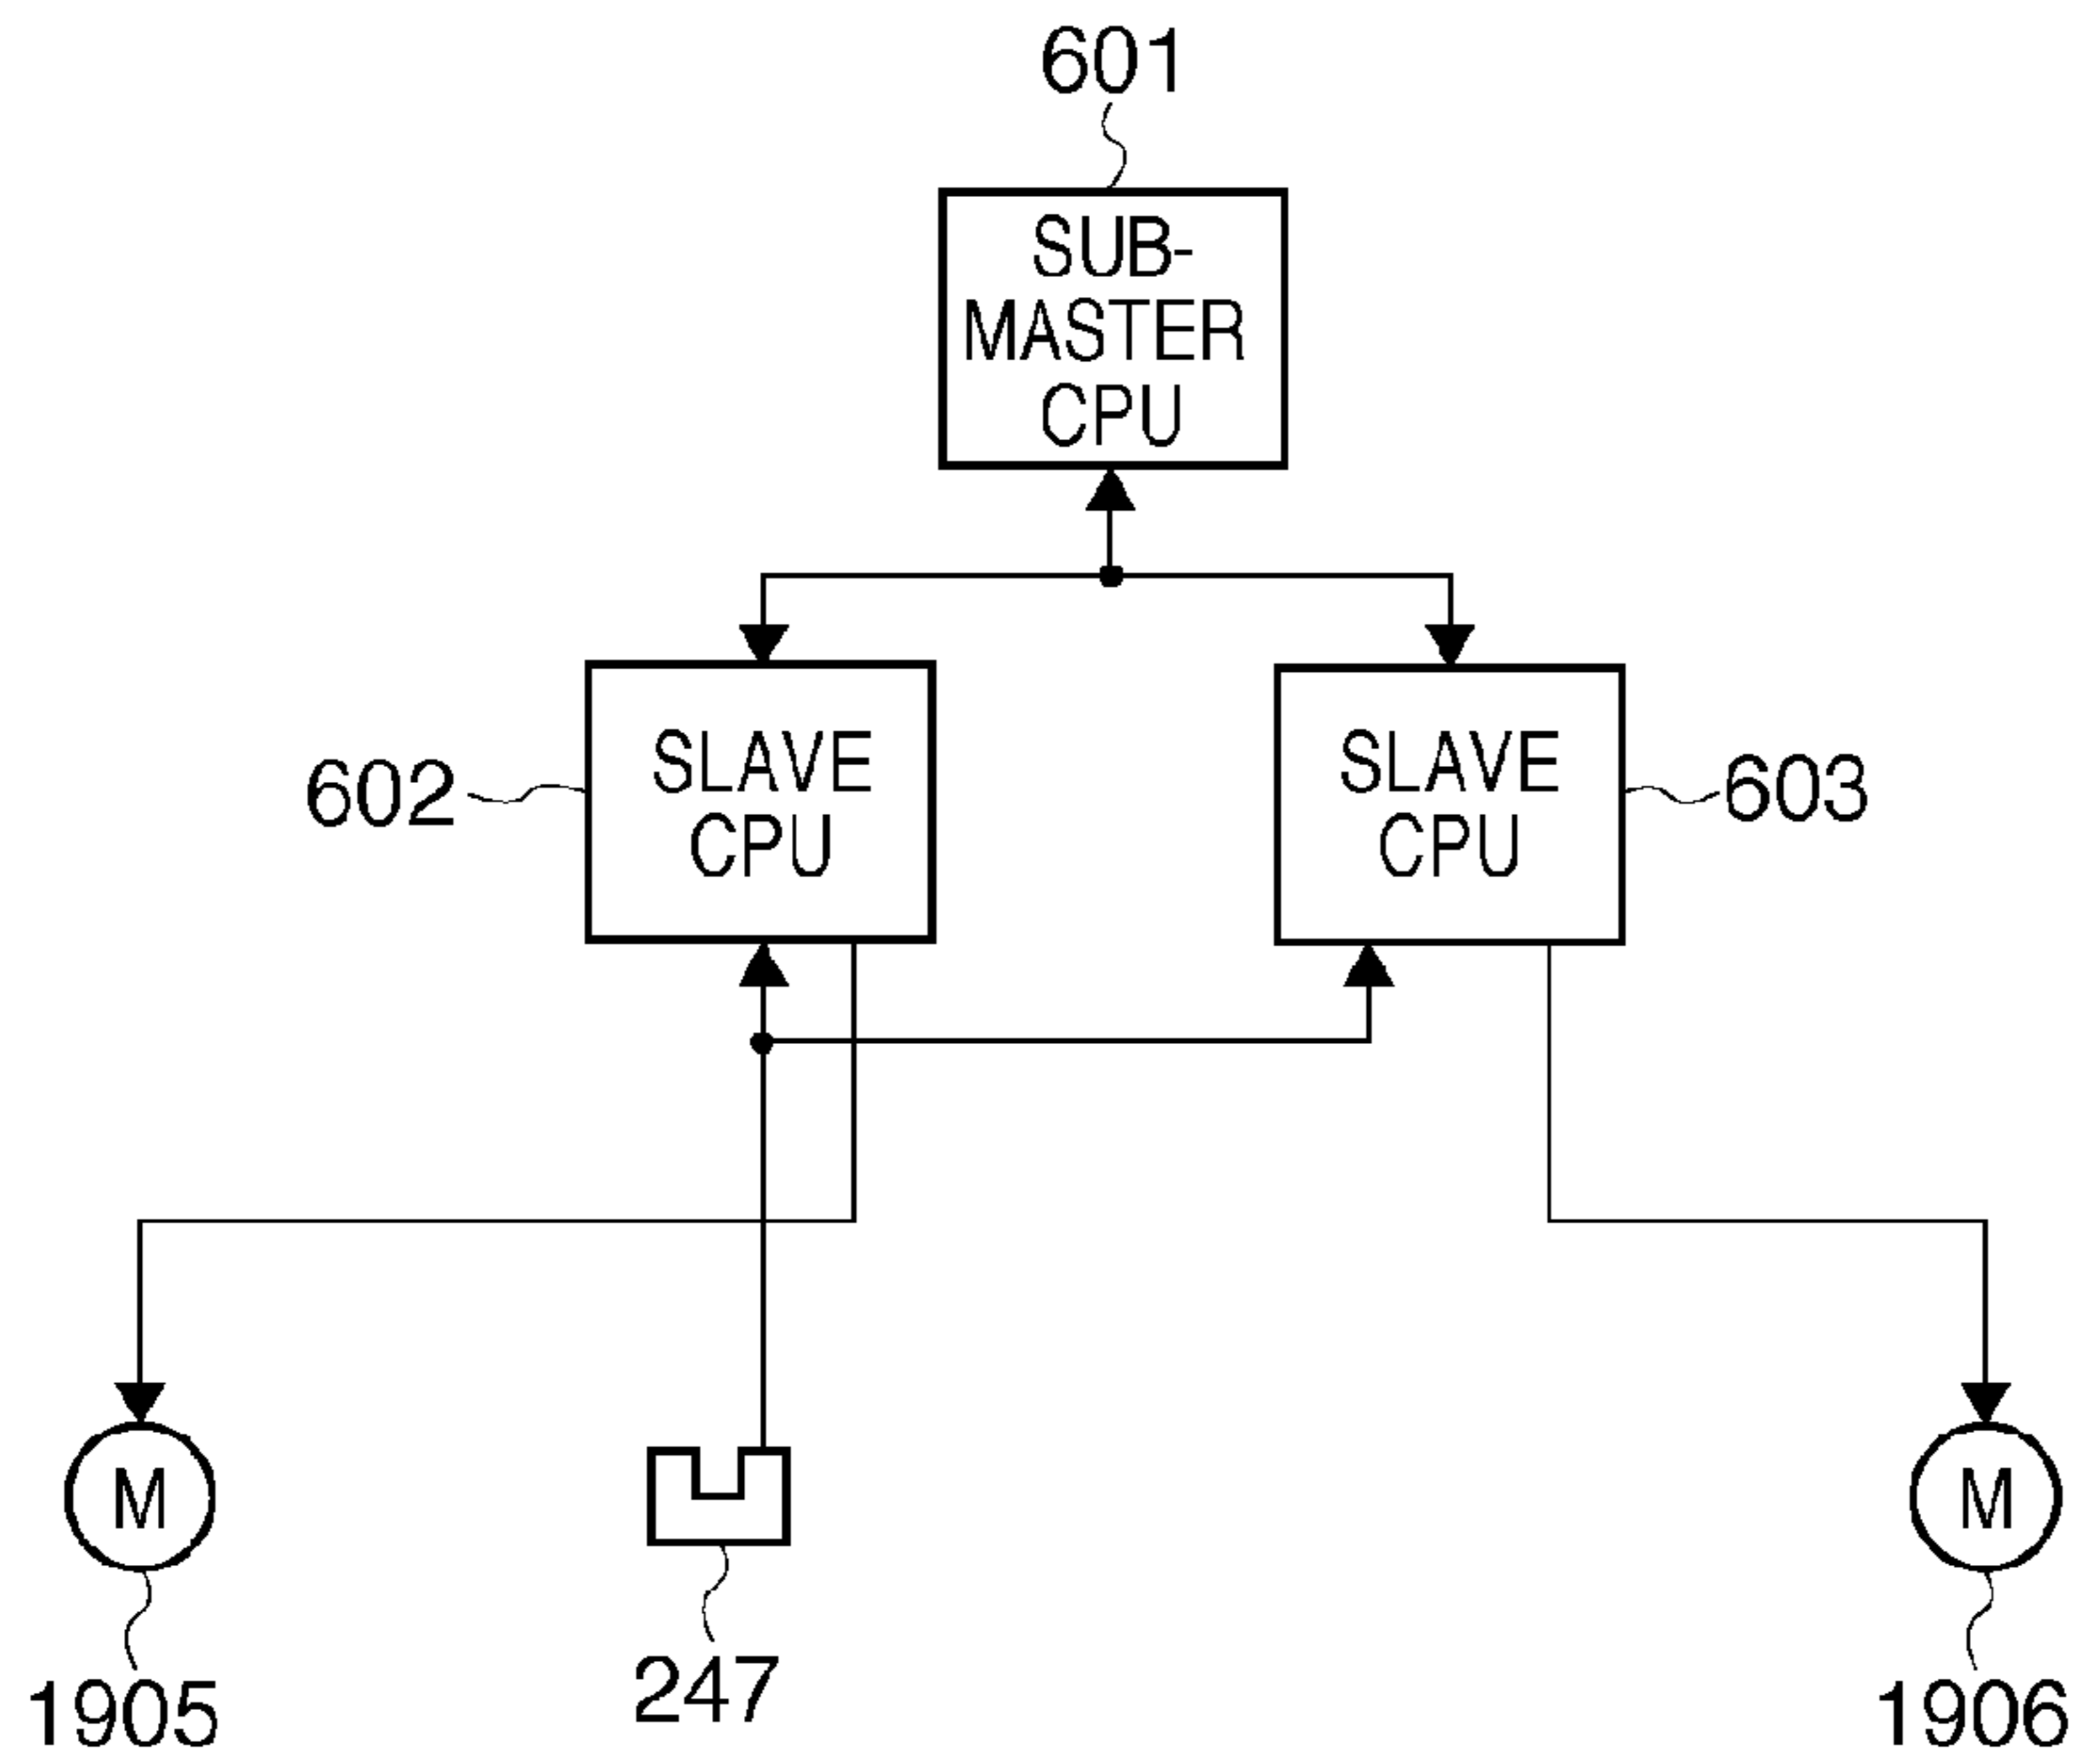 601
SUB-
MASTER
CPU
602
SLAVE
CPU
SLAVE
CPU
603
M
M
1905
247
1906